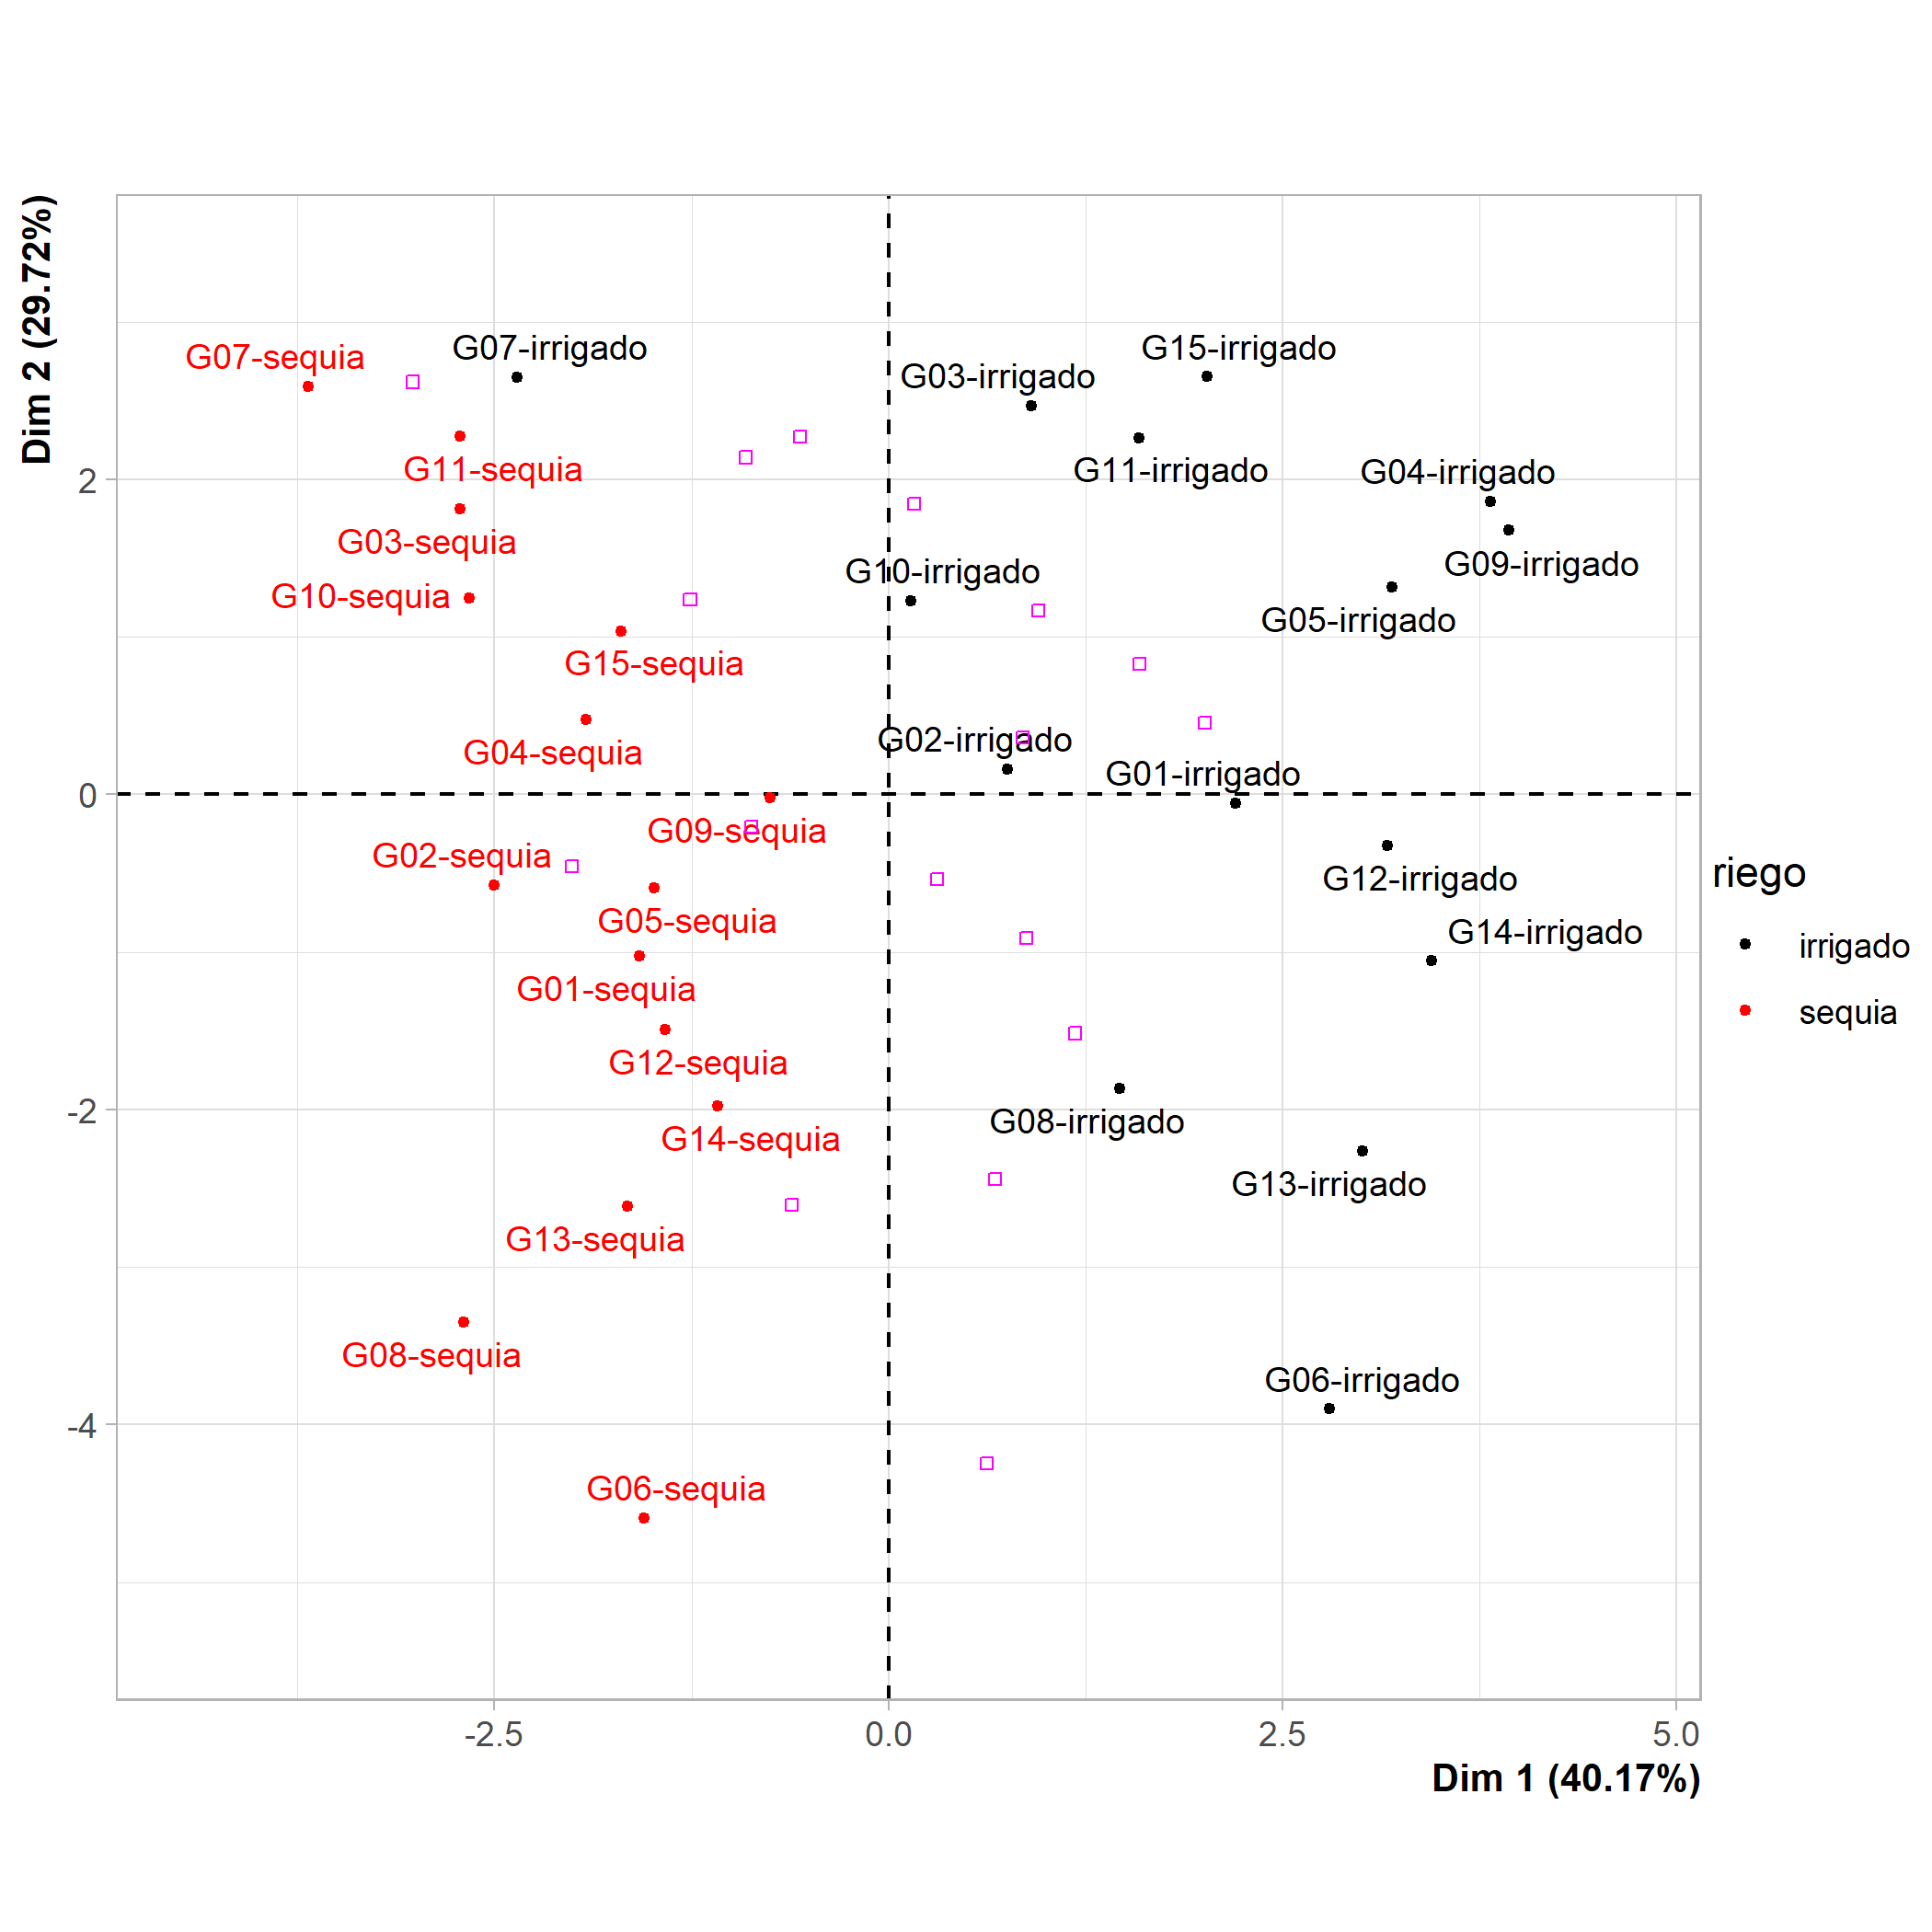 Dim 2 (29.72%)
G07-sequia
G07-irrigado
G15-irrigado
G03-irrigado
G11-sequia
G11-irrigado
G04-irrigado
G03-sequia
G09-irrigado
G10-irrigado
G10-sequia
G05-irrigado
G15-sequia
G04-sequia
G02-irrigado
G01-irrigado
G09-sequia
G02-sequia
G12-irrigado
G05-sequia
G14-irrigado
G01-sequia
G12-sequia
G08-irrigado
G14-sequia
G13-irrigado
G13-sequia
G08-sequia
G06-irrigado
G06-sequia
2
0
-2
-4
-2.5
0.0
2.5
5.0
Dim 1 (40.17%)
riego
irrigado
sequia